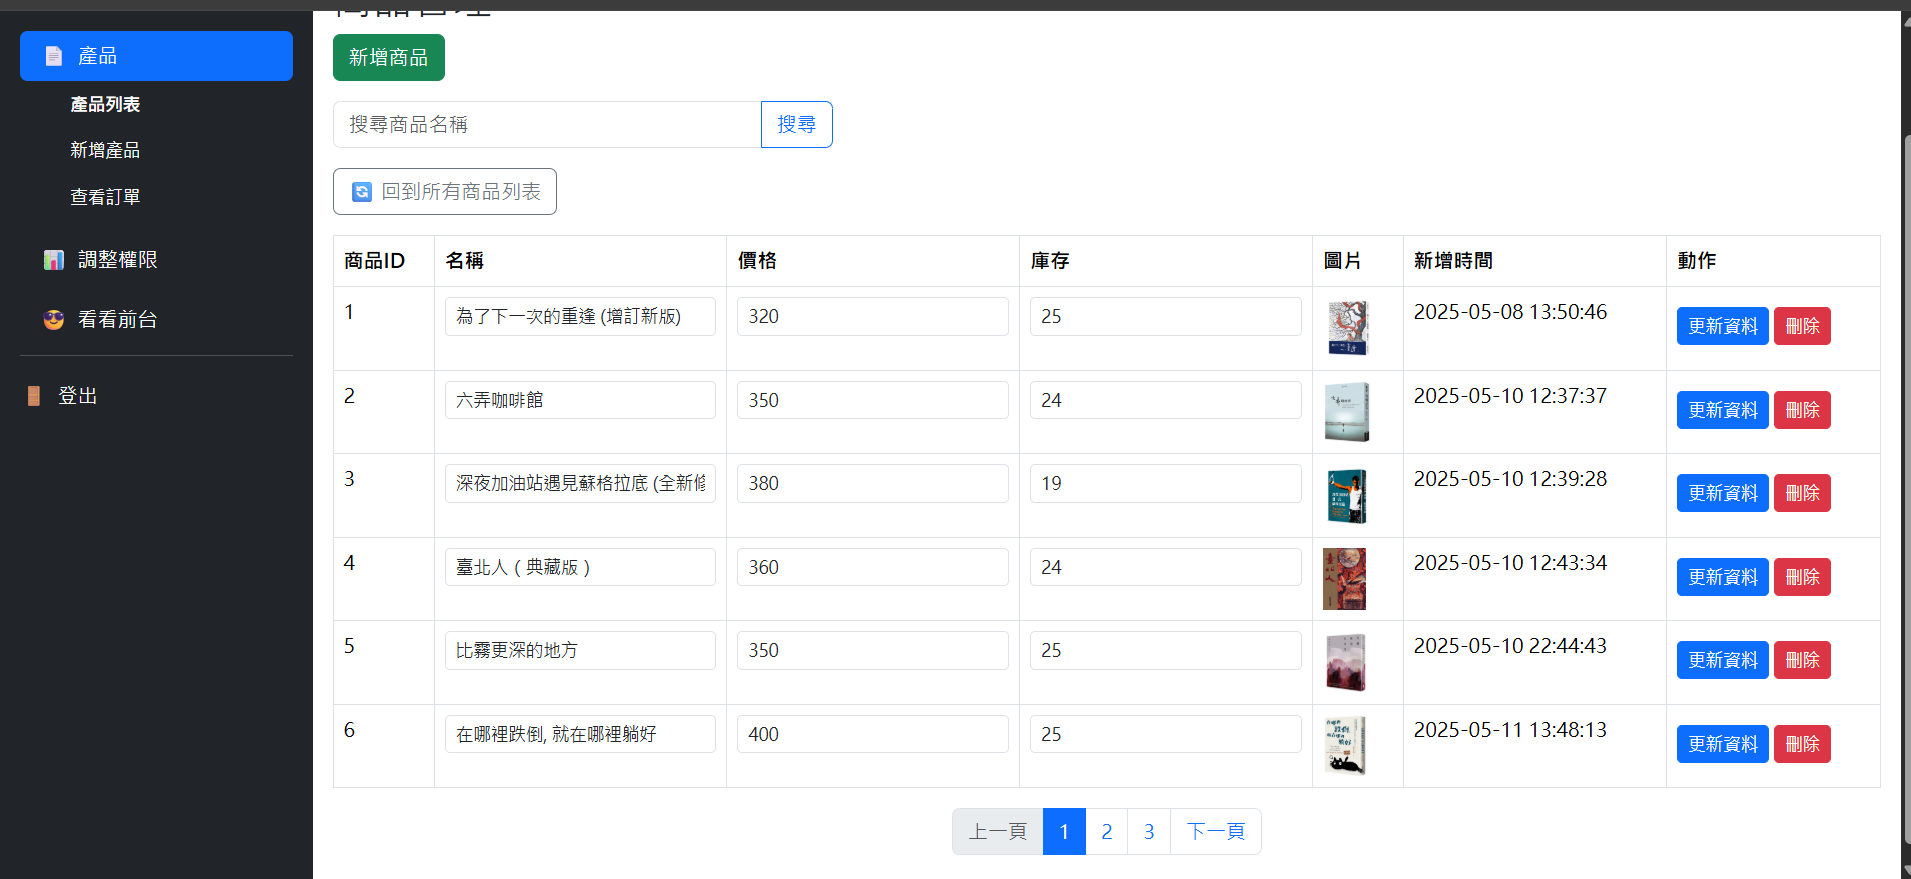 產品
產品列表
新增產品
查看訂單
調整權限
看看前台
登出
商品管理
新增商品
搜尋商品名稱 搜尋
回到所有商品列表
商品ID 名稱 價格 庫存 圖片 新增時間 動作
1 為了下一次的重逢 (增訂新版) 320 25 2025-05-08 13:50:46 更新資料 刪除
2 六弄咖啡館 350 24 2025-05-10 12:37:37 更新資料 刪除
3 深夜加油站遇見蘇格拉底 (全新修 380 19 2025-05-10 12:39:28 更新資料 刪除
4 臺北人 ( 典藏版 ) 360 24 臺北人 2025-05-10 12:43:34 更新資料 刪除
5 比霧更深的地方 350 25 2025-05-10 22:44:43 更新資料 刪除
6 在哪裡跌倒, 就在哪裡躺好 400 25 2025-05-11 13:48:13 更新資料 刪除
上一頁 1 2 3 下一頁